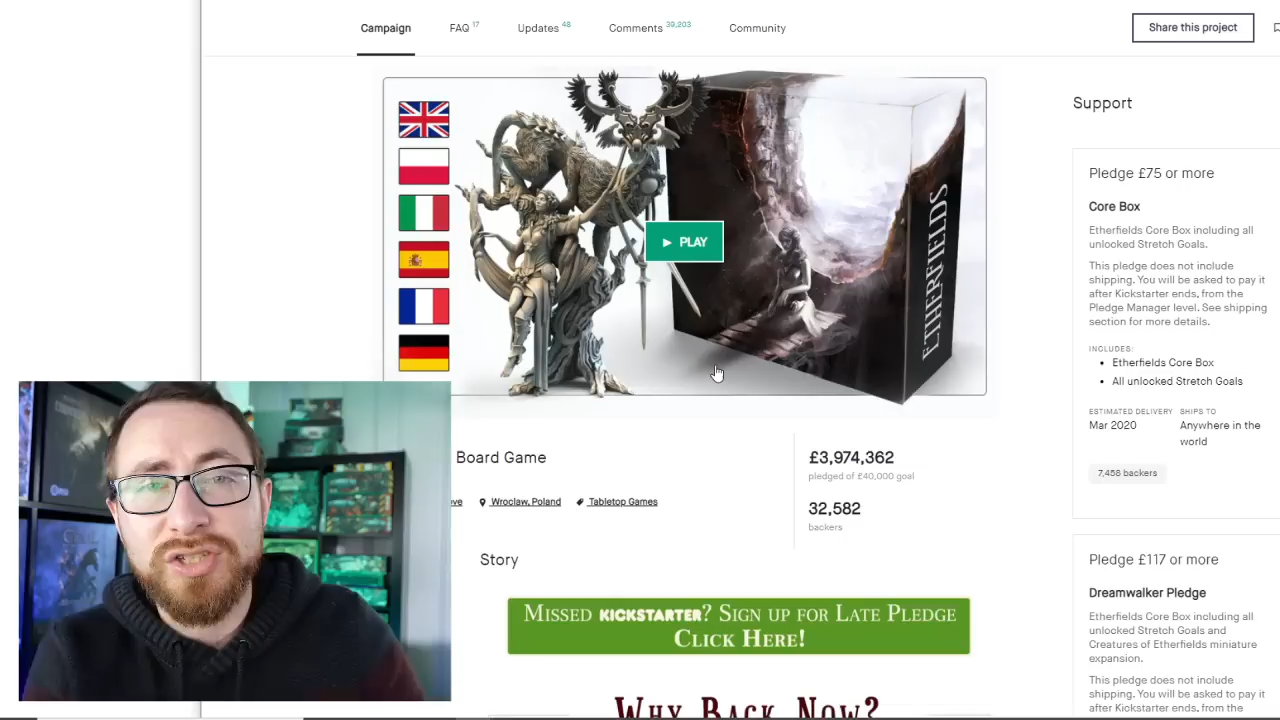 Campaign FAQ 17 Updates 48 Comments 39,203 Community Share this project
PLAY
ETHERFIELDS
Support
Pledge £75 or more
Core Box
Etherfields Core Box including all
unlocked Stretch Goals.
This pledge does not include
shipping. You will be asked to pay it
after Kickstarter ends, from the
Pledge Manager level. See shipping
section for more details.
INCLUDES:
Etherfields Core Box
All unlocked Stretch Goals
ESTIMATED DELIVERY SHIPS TO
Mar 2020 Anywhere in the
world
7,458 backers
Board Game
£3,974,362
pledged of £40,000 goal
ove Wroclaw, Poland Tabletop Games
32,582
backers
Story
MISSED KICKSTARTER? SIGN UP FOR LATE PLEDGE
CLICK HERE!
WHY BACK NOW?
Pledge £117 or more
Dreamwalker Pledge
Etherfields Core Box including all
unlocked Stretch Goals and
Creatures of Etherfields miniature
expansion.
This pledge does not include
shipping. You will be asked to pay it
after Kickstarter ends, from the